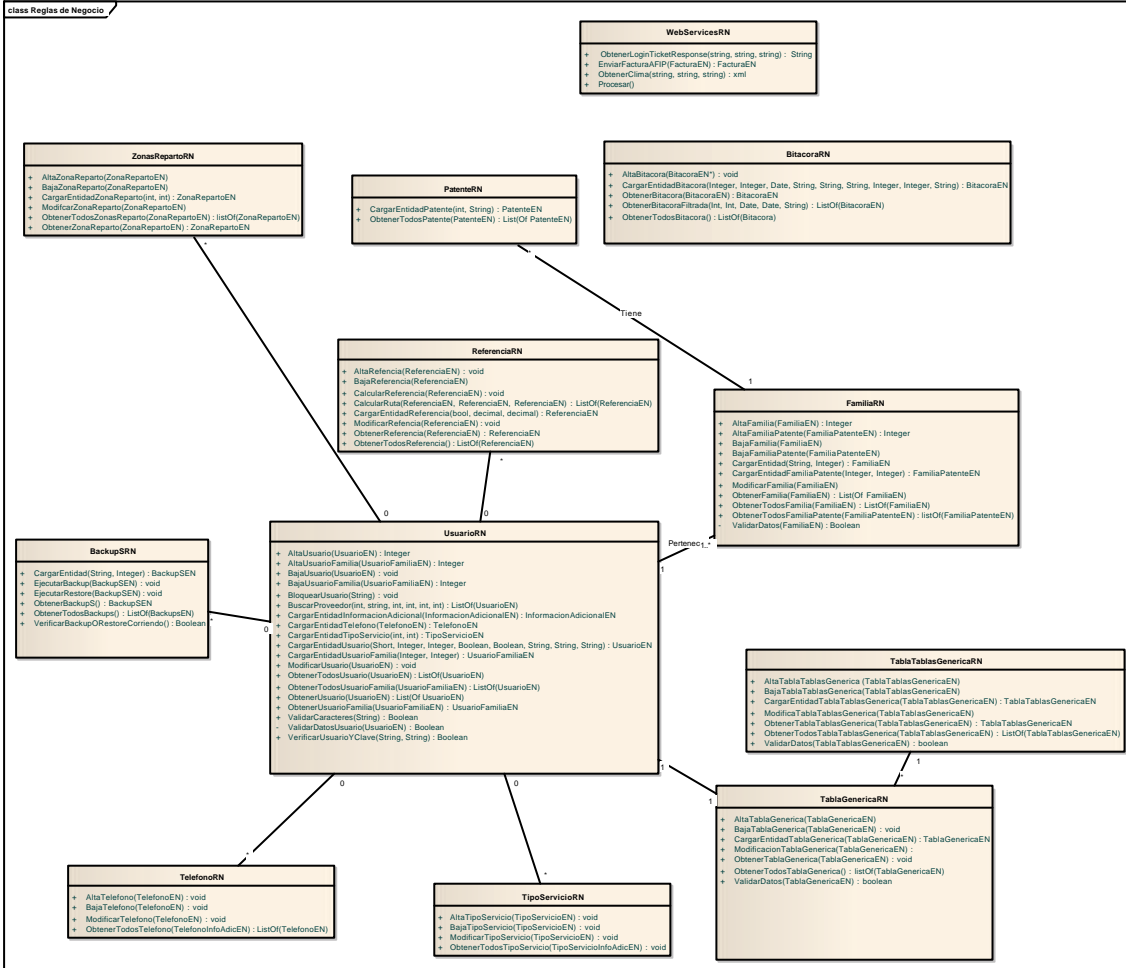 class Reglas de Negocio
WebServicesRN
+ ObtenerLoginTicketResponse(string, string, string) : String
+ EnviarFacturaAFIP(FacturaEN) : FacturaEN
+ ObtenerClima(string, string, string) : xml
+ Procesar()
ZonasRepartoRN
+ AltaZonaReparto(ZonaRepartoEN)
+ BajaZonaReparto(ZonaRepartoEN)
+ CargarEntidadZonaReparto(int, int) : ZonaRepartoEN
+ ModifcarZonaReparto(ZonaRepartoEN)
+ ObtenerTodosZonasReparto(ZonaRepartoEN) : listOf(ZonaRepartoEN)
+ ObtenerZonaReparto(ZonaRepartoEN) : ZonaRepartoEN
*
PatenteRN
+ CargarEntidadPatente(int, String) : PatenteEN
+ ObtenerTodosPatente(PatenteEN) : List(Of PatenteEN)
*
BitacoraRN
+ AltaBitacora(BitacoraEN*) : void
+ CargarEntidadBitacora(Integer, Integer, Date, String, String, String, Integer, Integer, String) : BitacoraEN
+ ObtenerBitacora(BitacoraEN) : BitacoraEN
+ ObtenerBitacoraFiltrada(Int, Int, Date, Date, String) : ListOf(BitacoraEN)
+ ObtenerTodosBitacora() : ListOf(Bitacora)
Tiene
1
ReferenciaRN
+ AltaRefencia(ReferenciaEN) : void
+ BajaReferencia(ReferenciaEN)
+ CalcularReferencia(ReferenciaEN) : void
+ CalcularRuta(ReferenciaEN, ReferenciaEN, ReferenciaEN) : ListOf(ReferenciaEN)
+ CargarEntidadReferencia(bool, decimal, decimal) : ReferenciaEN
+ ModificarRefencia(ReferenciaEN) : void
+ ObtenerReferencia(ReferenciaEN) : ReferenciaEN
+ ObtenerTodosReferencia() : ListOf(ReferenciaEN)
*
FamiliaRN
+ AltaFamilia(FamiliaEN) : Integer
+ AltaFamiliaPatente(FamiliaPatenteEN) : Integer
+ BajaFamilia(FamiliaEN)
+ BajaFamiliaPatente(FamiliaPatenteEN)
+ CargarEntidad(String, Integer) : FamiliaEN
+ CargarEntidadFamiliaPatente(Integer, Integer) : FamiliaPatenteEN
+ ModificarFamilia(FamiliaEN)
+ ObtenerFamilia(FamiliaEN) : List(Of FamiliaEN)
+ ObtenerTodosFamilia(FamiliaEN) : ListOf(FamiliaEN)
+ ObtenerTodosFamiliaPatente(FamiliaPatenteEN) : listOf(FamiliaPatenteEN)
- ValidarDatos(FamiliaEN) : Boolean
Pertenec
1..*
1
0
0
UsuarioRN
+ AltaUsuario(UsuarioEN) : Integer
+ AltaUsuarioFamilia(UsuarioFamiliaEN) : Integer
+ BajaUsuario(UsuarioEN) : void
+ BajaUsuarioFamilia(UsuarioFamiliaEN) : Integer
+ BloquearUsuario(String) : void
+ BuscarProveedor(int, string, int, int, int, int) : ListOf(UsuarioEN)
+ CargarEntidadInformacionAdicional(InformacionAdicionalEN) : InformacionAdicionalEN
+ CargarEntidadTelefono(TelefonoEN) : TelefonoEN
+ CargarEntidadTipoServicio(int, int) : TipoServicioEN
+ CargarEntidadUsuario(Short, Integer, Integer, Boolean, Boolean, String, String, String) : UsuarioEN
+ CargarEntidadUsuarioFamilia(Integer, Integer) : UsuarioFamiliaEN
+ ModificarUsuario(UsuarioEN) : void
+ ObtenerTodosUsuario(UsuarioEN) : ListOf(UsuarioEN)
+ ObtenerTodosUsuarioFamilia(UsuarioFamiliaEN) : ListOf(UsuarioEN)
+ ObtenerUsuario(UsuarioEN) : List(Of UsuarioEN)
+ ObtenerUsuarioFamilia(UsuarioFamiliaEN) : UsuarioFamiliaEN
+ ValidarCaracteres(String) : Boolean
- ValidarDatosUsuario(UsuarioEN) : Boolean
+ VerificarUsuarioYClave(String, String) : Boolean
BackupSRN
+ CargarEntidad(String, Integer) : BackupSEN
+ EjecutarBackup(BackupSEN) : void
+ EjecutarRestore(BackupSEN) : void
+ ObtenerBackupS() : BackupSEN
+ ObtenerTodosBackups() : ListOf(BackupsEN)
+ VerificarBackupORestoreCorriendo() : Boolean
*
0
TablaTablasGenericaRN
+ AltaTablaTablasGenerica (TablaTablasGenericaEN)
+ BajaTablaTablasGenerica(TablaTablasGenericaEN)
+ CargarEntidadTablaTablasGenerica(TablaTablasGenericaEN) : TablaTablasGenericaEN
+ ModificaTablaTablasGenerica(TablaTablasGenericaEN)
+ ObtenerTablaTablasGenerica(TablaTablasGenericaEN) : TablaTablasGenericaEN
+ ObtenerTodosTablaTablasGenerica(TablaTablasGenericaEN) : ListOf(TablaTablasGenericaEN)
+ ValidarDatos(TablaTablasGenericaEN) : boolean
1
*
1
1
TablaGenericaRN
+ AltaTablaGenerica(TablaGenericaEN)
+ BajaTablaGenerica(TablaGenericaEN) : void
+ CargarEntidadTablaGenerica(TablaGenericaEN) : TablaGenericaEN
+ ModificacionTablaGenerica(TablaGenericaEN) :
+ ObtenerTablaGenerica(TablaGenericaEN) : void
+ ObtenerTodosTablaGenerica() : listOf(TablaGenericaEN)
+ ValidarDatos(TablaGenericaEN) : boolean
0
0
*
TelefonoRN
+ AltaTelefono(TelefonoEN) : void
+ BajaTelefono(TelefonoEN) : void
+ ModificarTelefono(TelefonoEN) : void
+ ObtenerTodosTelefono(TelefonoInfoAdicEN) : ListOf(TelefonoEN)
*
TipoServicioRN
+ AltaTipoServicio(TipoServicioEN) : void
+ BajaTipoServicio(TipoServicioEN) : void
+ ModificarTipoServicio(TipoServicioEN) : void
+ ObtenerTodosTipoServicio(TipoServicioInfoAdicEN) : void